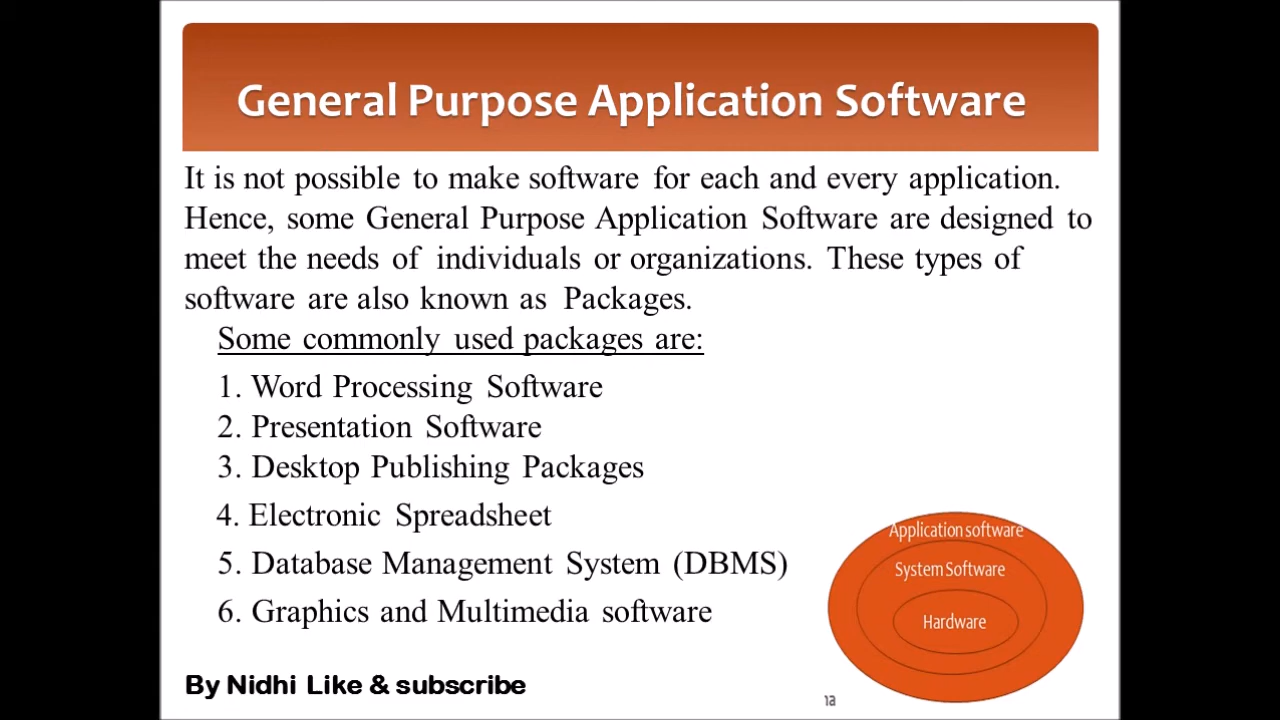 General Purpose Application Software
It is not possible to make software for each and every application.
Hence, some General Purpose Application Software are designed to
meet the needs of individuals or organizations. These types of
software are also known as Packages.
Some commonly used packages are:
1. Word Processing Software
2. Presentation Software
3. Desktop Publishing Packages
4. Electronic Spreadsheet
5. Database Management System (DBMS)
6. Graphics and Multimedia software
Application software
System Software
Hardware
By Nidhi Like & subscribe